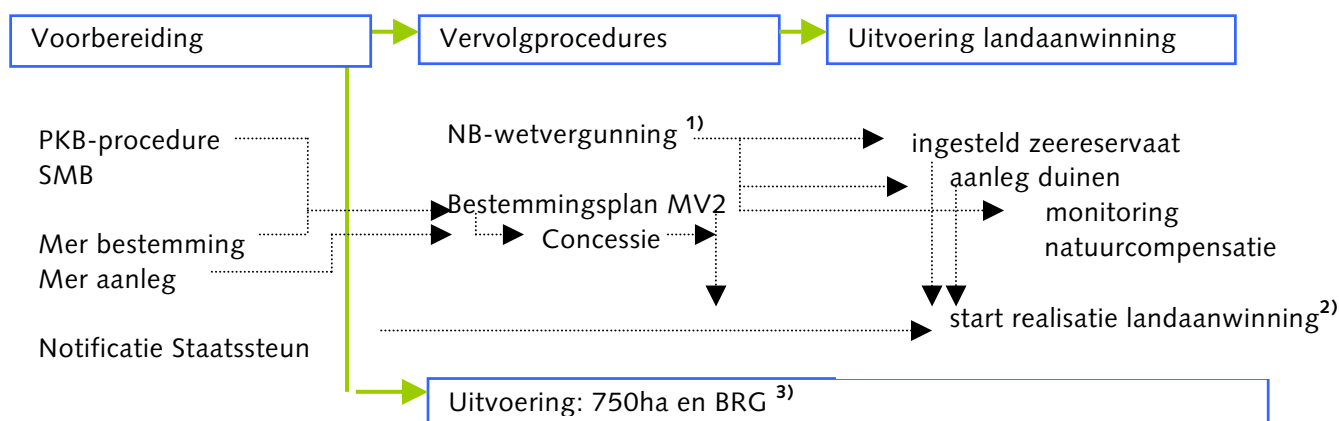 Voorbereiding
Vervolgprocedures
Uitvoering landaanwinning
PKB-procedure
SMB
Mer bestemming
Mer aanleg
Notificatie Staatssteun
NB-wetvergunning 1)
Bestemmingsplan MV2
Concessie
ingesteld zeereservaat
aanleg duinen
monitoring
natuurcompensatie
start realisatie landaanwinning 2)
Uitvoering: 750ha en BRG 3)